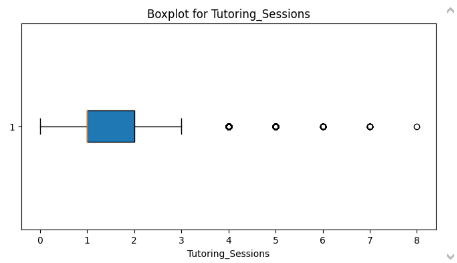 Boxplot for Tutoring_Sessions
1
0 1 2 3 4 5 6 7 8
Tutoring_Sessions